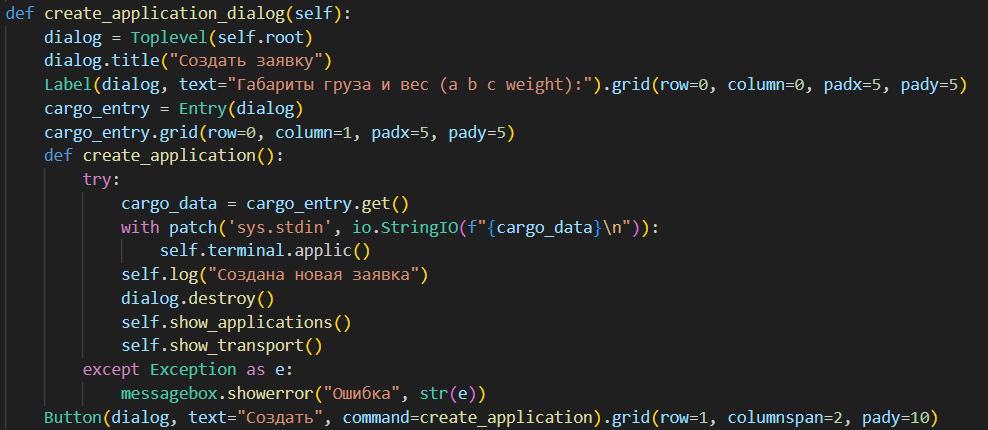 def create_application_dialog(self):
    dialog = Toplevel(self.root)
    dialog.title("Создать заявку")
    Label(dialog, text="Габариты груза и вес (a b c weight):").grid(row=0, column=0, padx=5, pady=5)
    cargo_entry = Entry(dialog)
    cargo_entry.grid(row=0, column=1, padx=5, pady=5)
    def create_application():
        try:
            cargo_data = cargo_entry.get()
            with patch('sys.stdin', io.StringIO(f"{cargo_data}\n")):
                self.terminal.applic()
            self.log("Создана новая заявка")
            dialog.destroy()
            self.show_applications()
            self.show_transport()
        except Exception as e:
            messagebox.showerror("Ошибка", str(e))
    Button(dialog, text="Создать", command=create_application).grid(row=1, columnspan=2, pady=10)